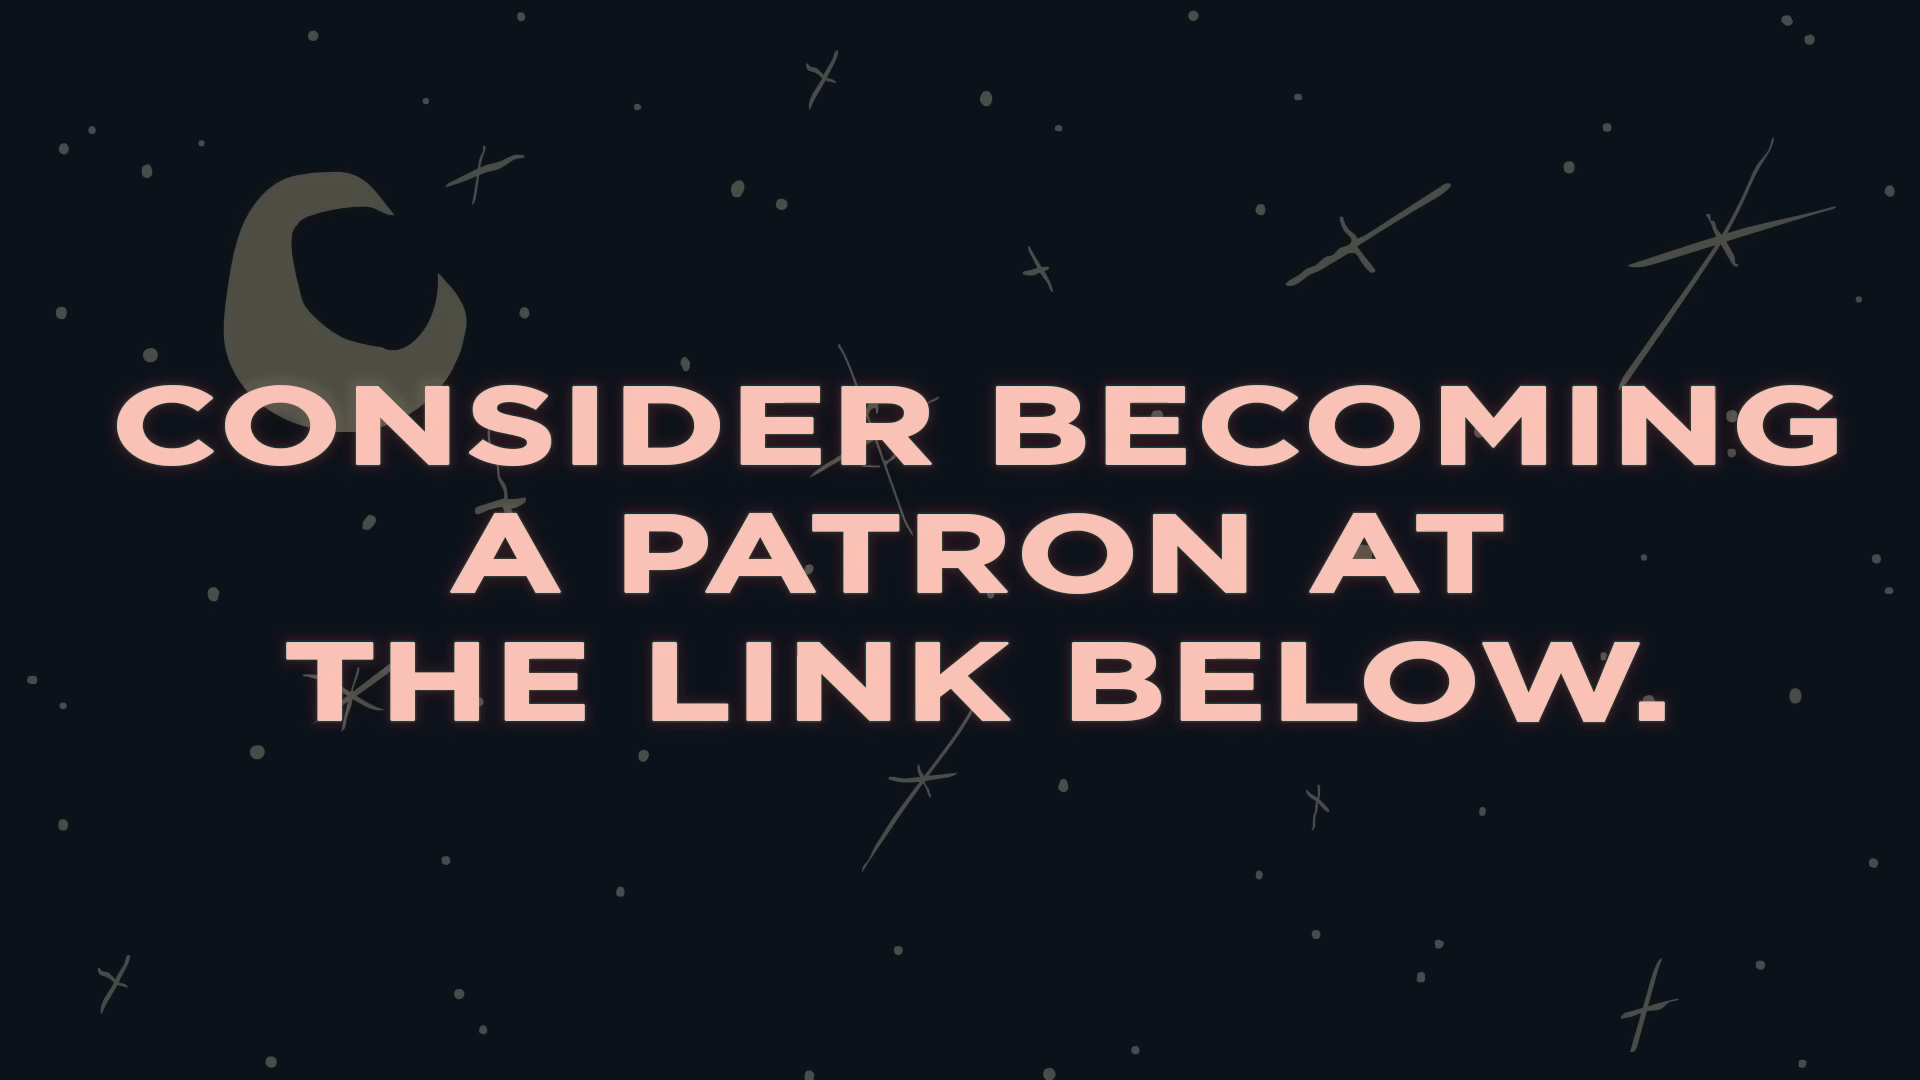 CONSIDER BECOMING
A PATRON AT
THE LINK BELOW.